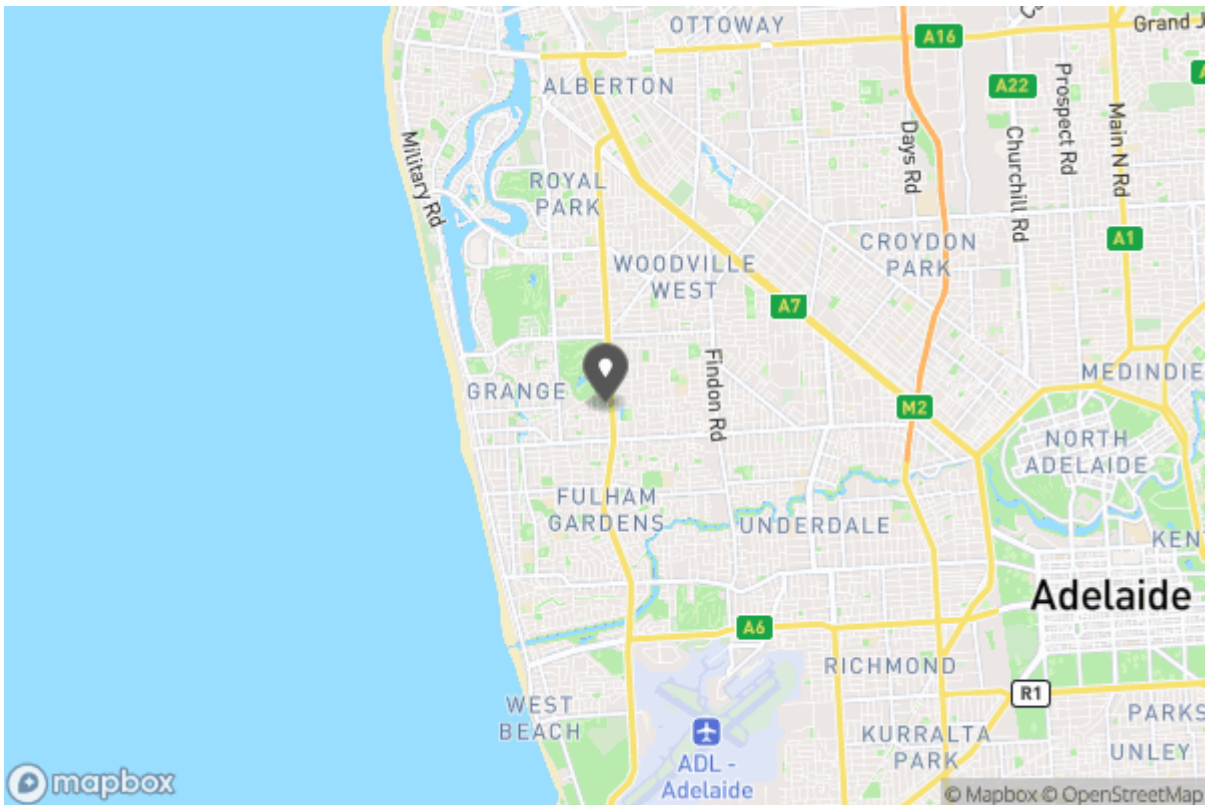 OTTOWAY
A16
Grand J
ALBERTON
A22
Prospect Rd
Main N Rd
Military Rd
Days Rd
Churchill Rd
ROYAL
PARK
CROYDON
PARK
A1
WOODVILLE
WEST
A7
Findon Rd
MEDINDIE
GRANGE
M2
NORTH
ADELAIDE
FULHAM
GARDENS
UNDERDALE
KENT
Adelaide
A6
RICHMOND
R1
WEST
BEACH
PARKS
KURRALTA
PARK
UNLEY
ADL -
Adelaide
mapbox
© Mapbox © OpenStreetMap